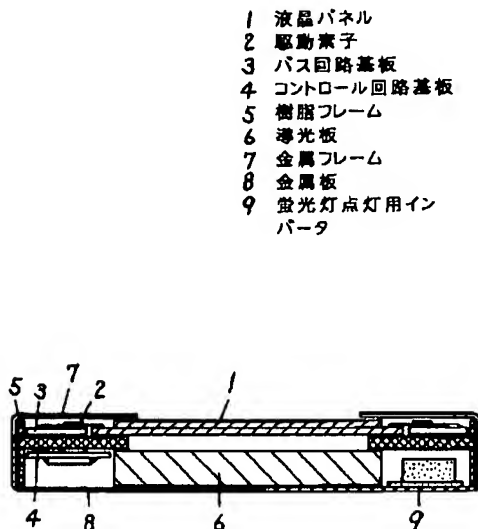 1 液晶パネル
2 駆動素子
3 バス回路基板
4 コントロール回路基板
5 樹脂フレーム
6 導光板
7 金属フレーム
8 金属板
9 蛍光灯点灯用イン
バータ
5 3 7 2 1
4 8 6 9